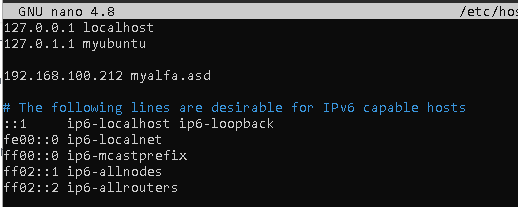 GNU nano 4.8 /etc/hos
127.0.0.1 localhost
127.0.1.1 myubuntu
192.168.100.212 myalfa.asd
# The following lines are desirable for IPv6 capable hosts
::1 ip6-localhost ip6-loopback
fe00::0 ip6-localnet
ff00::0 ip6-mcastprefix
ff02::1 ip6-allnodes
ff02::2 ip6-allrouters